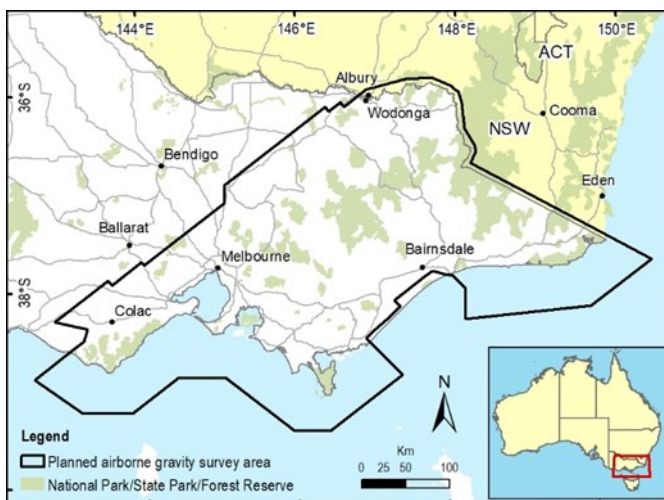 144°E
146°E
148°E
150°E
ACT
Albury
36°S
Wodonga
Cooma
NSW
Bendigo
Eden
Ballarat
Melbourne
Bairnsdale
38°S
Colac
N
Legend
Planned airborne gravity survey area
National Park/State Park/Forest Reserve
Km
0 25 50 100